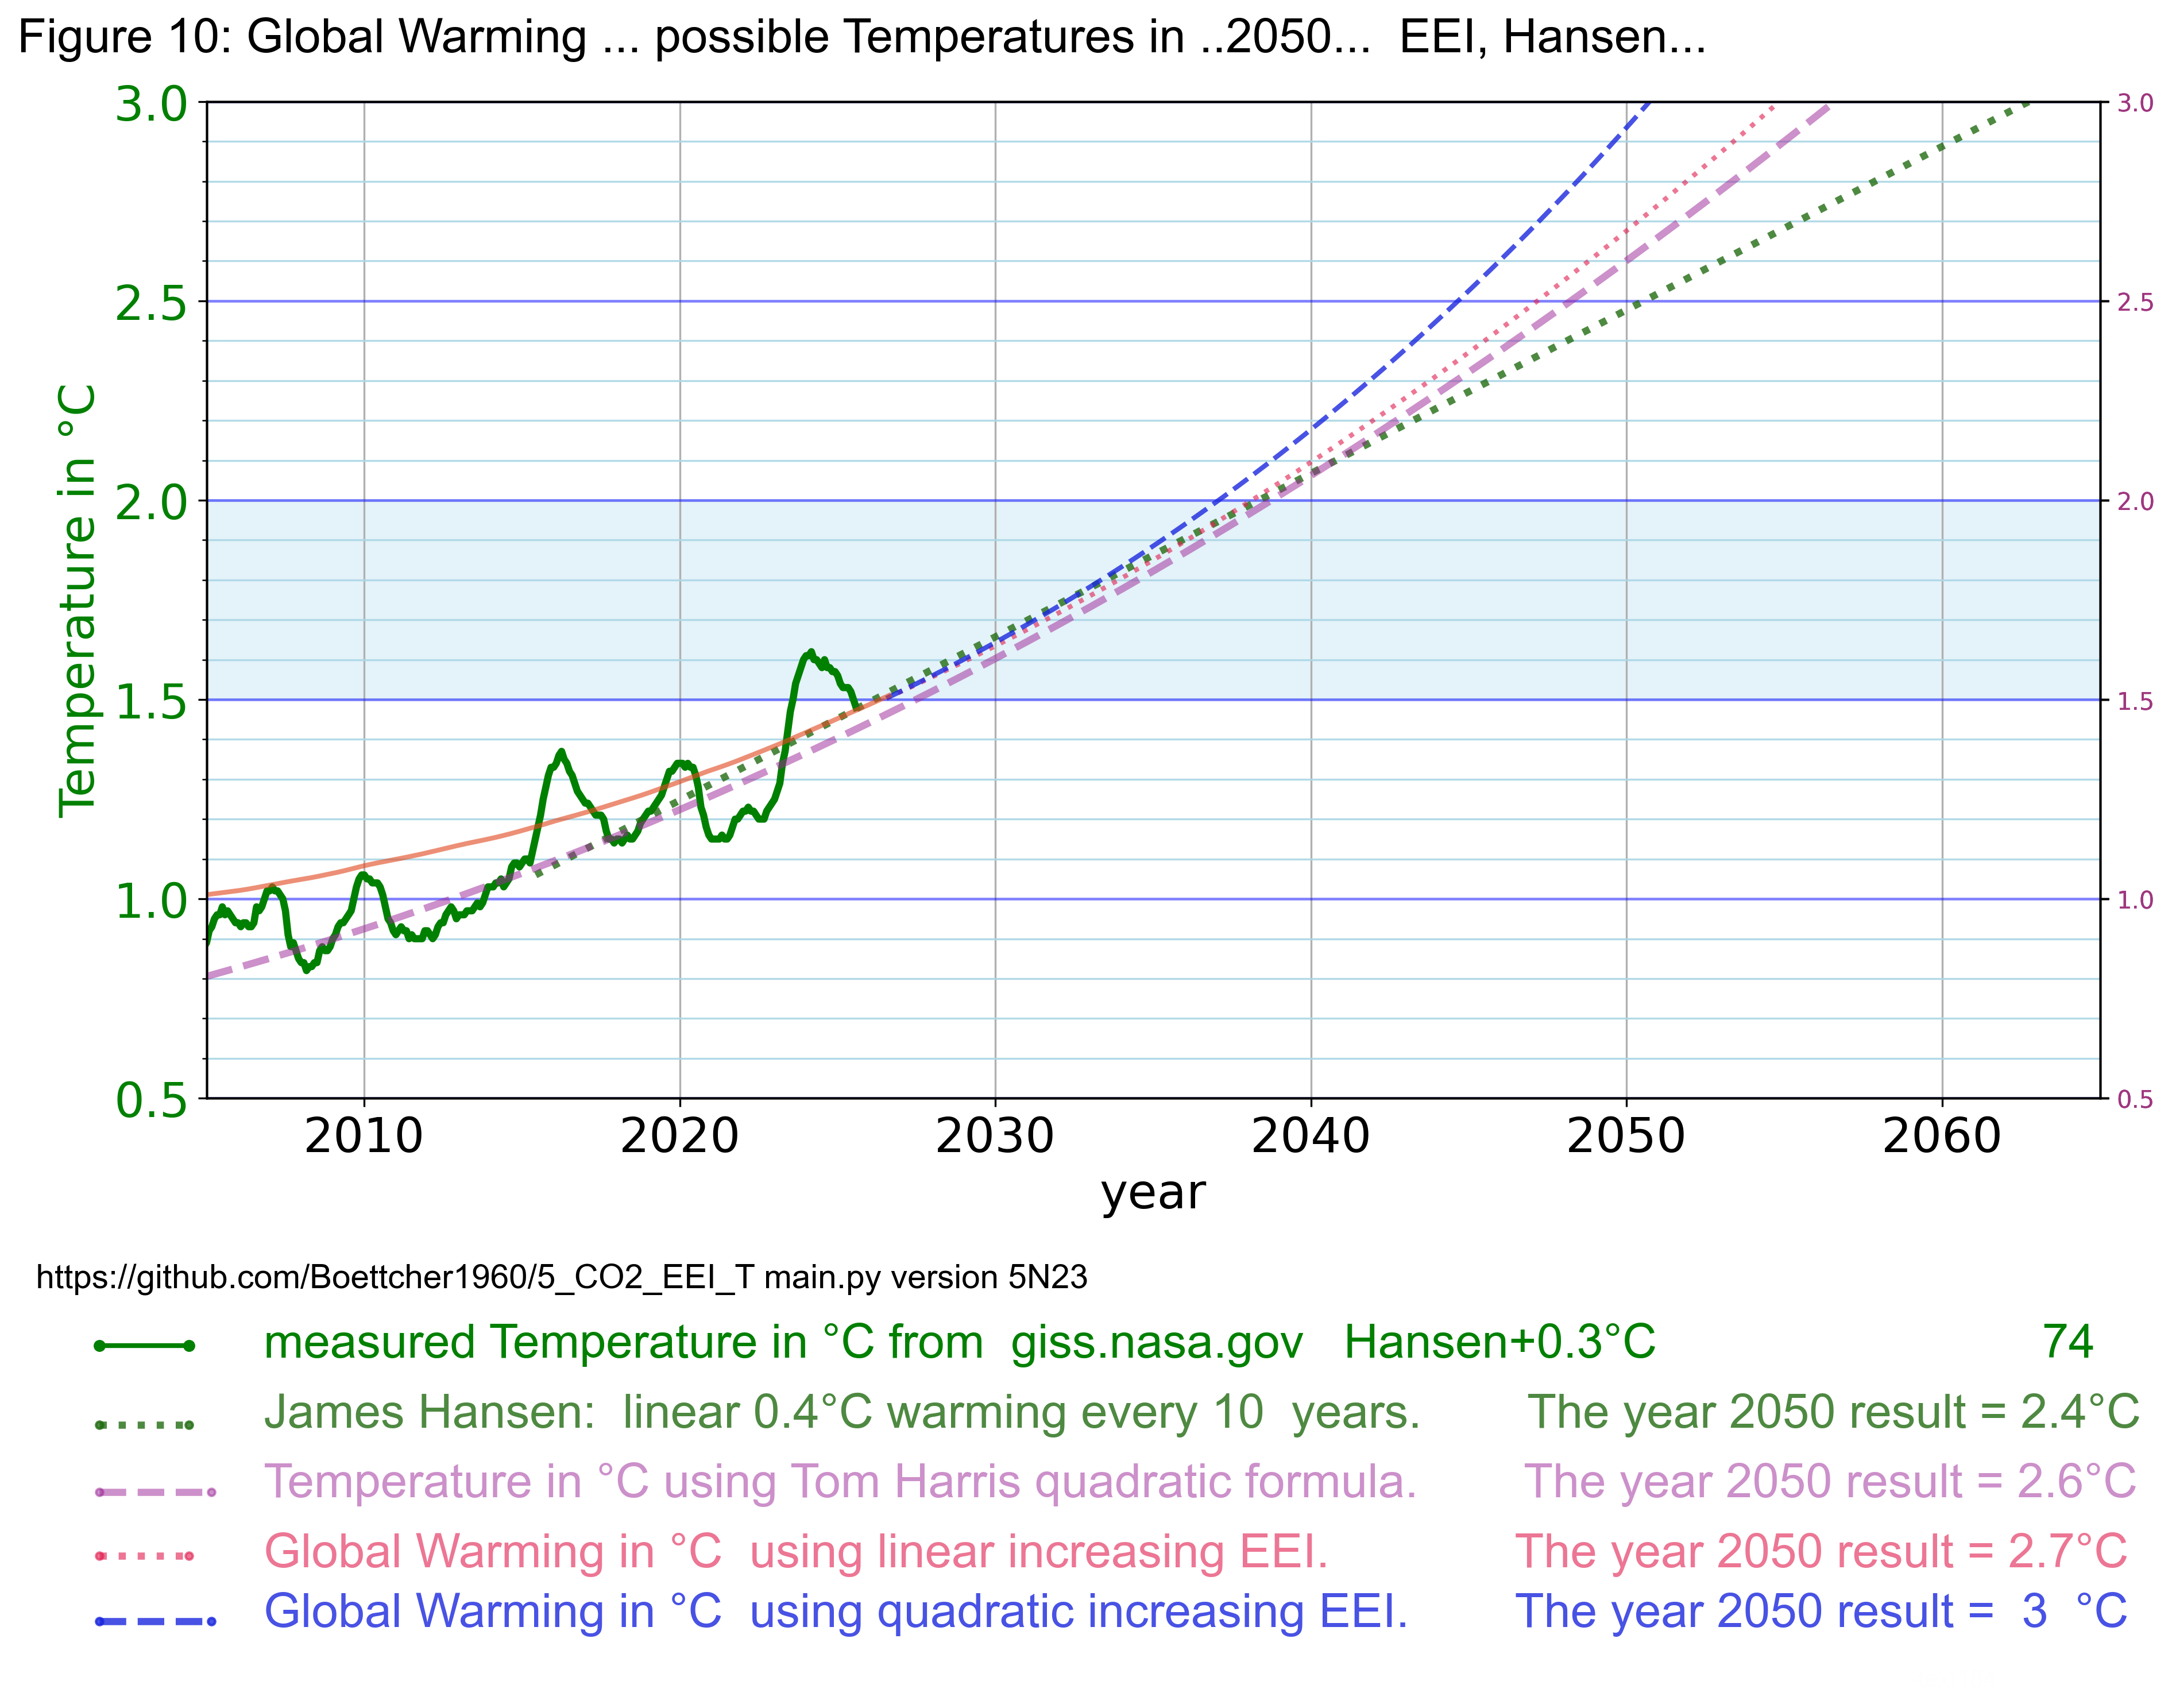 Figure 10: Global Warming ... possible Temperatures in ..2050...  EEI, Hansen...
3.0
2.5
2.0
1.5
1.0
0.5
Temperature in °C
3.0
2.5
2.0
1.5
1.0
0.5
2010 2020 2030 2040 2050 2060
year
https://github.com/Boettcher1960/5_CO2_EEI_T main.py version 5N23
measured Temperature in °C from  giss.nasa.gov   Hansen+0.3°C 74
James Hansen:  linear 0.4°C warming every 10  years. The year 2050 result = 2.4°C
Temperature in °C using Tom Harris quadratic formula. The year 2050 result = 2.6°C
Global Warming in °C  using linear increasing EEI. The year 2050 result = 2.7°C
Global Warming in °C  using quadratic increasing EEI. The year 2050 result =  3  °C